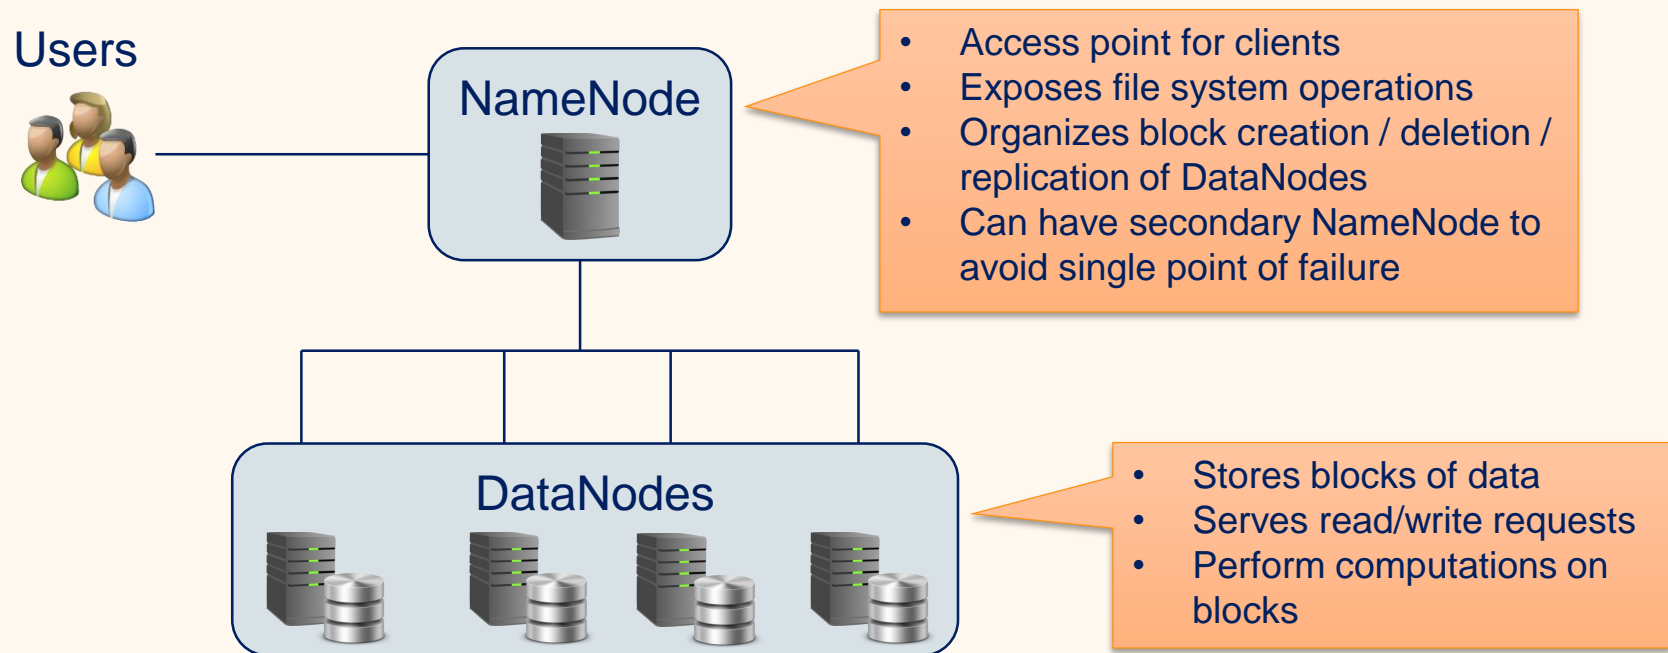 Users
NameNode
• Access point for clients
• Exposes file system operations
• Organizes block creation / deletion /
replication of DataNodes
• Can have secondary NameNode to
avoid single point of failure
DataNodes
• Stores blocks of data
• Serves read/write requests
• Perform computations on
blocks